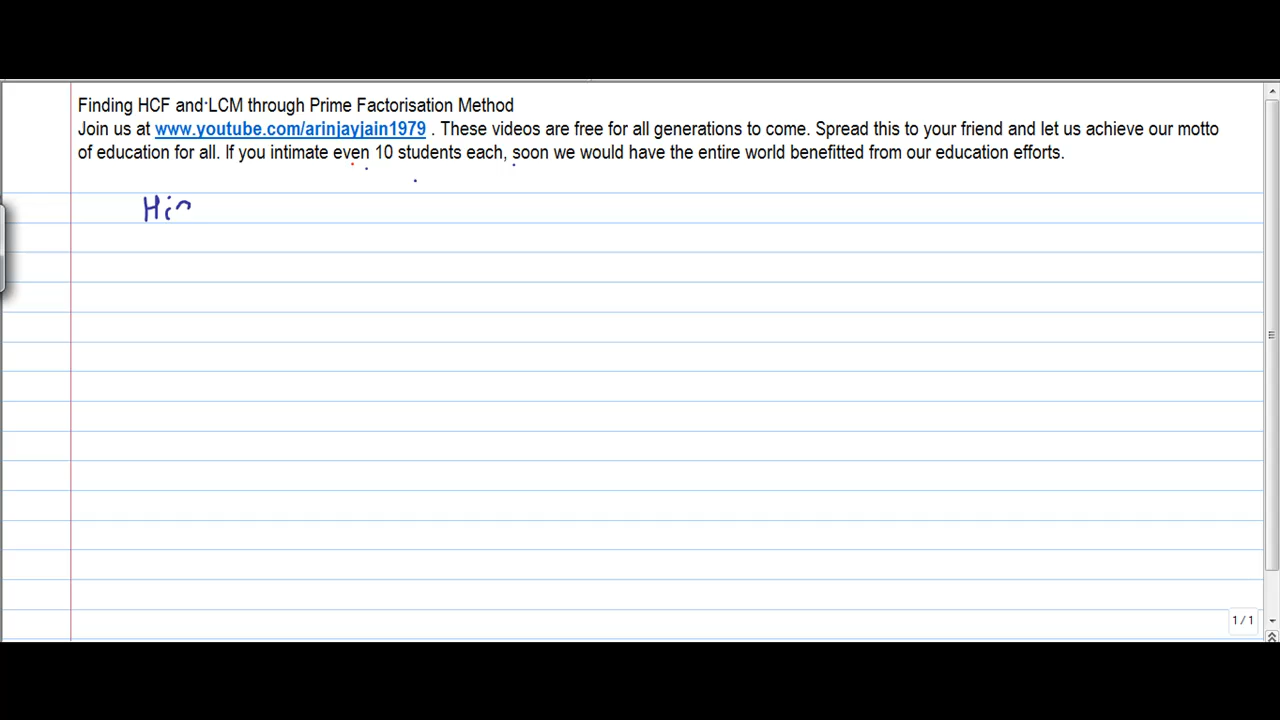 Finding HCF and LCM through Prime Factorisation Method
Join us at www.youtube.com/arinjayjain1979 . These videos are free for all generations to come. Spread this to your friend and let us achieve our motto
of education for all. If you intimate even 10 students each, soon we would have the entire world benefitted from our education efforts.
Hi
1 / 1